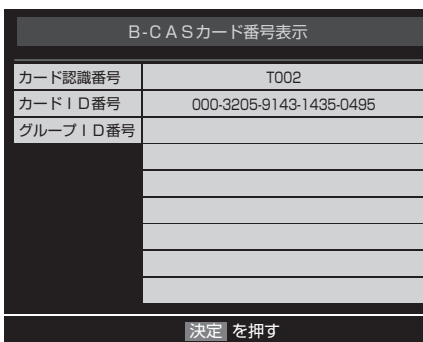 B-CASカード番号表示
カード認識番号 T002
カードID番号 000-3205-9143-1435-0495
グループID番号
決定 を押す